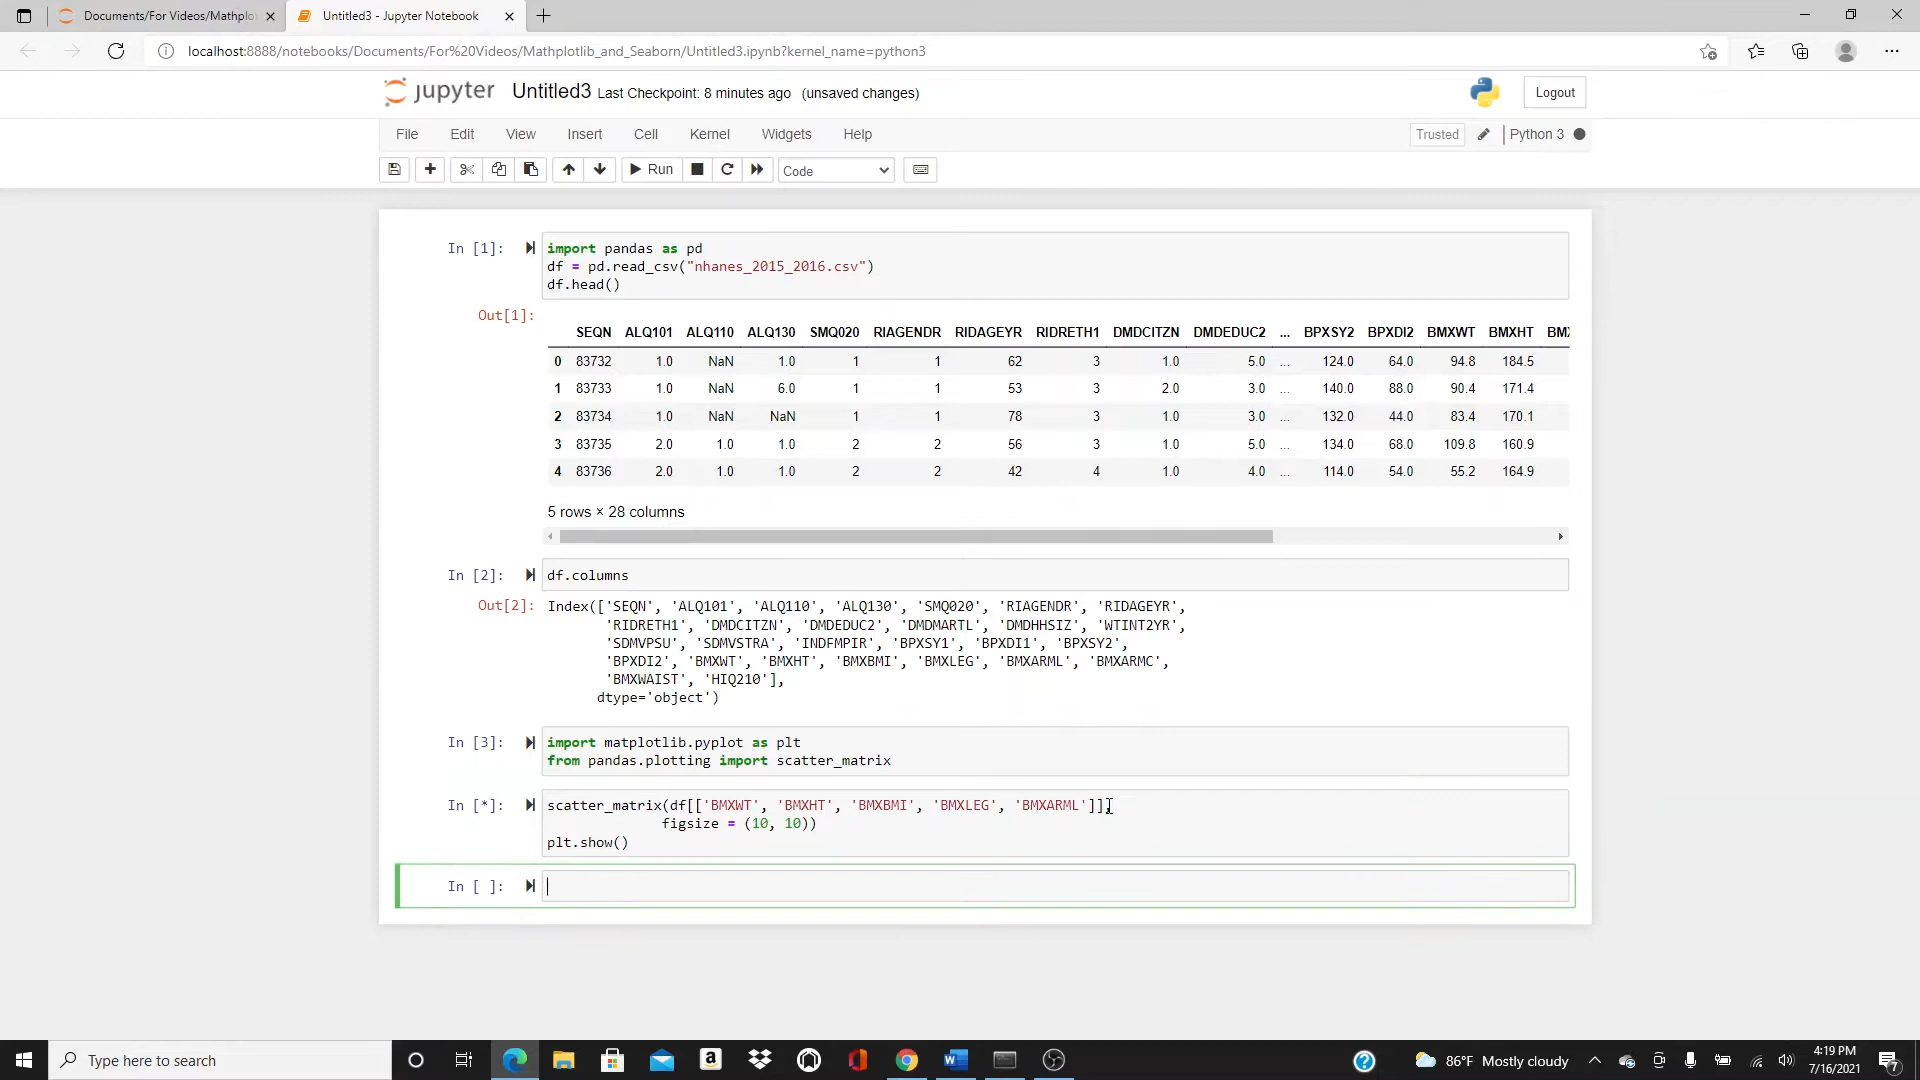 Documents/For Videos/Mathplo
Untitled3 - Jupyter Notebook
localhost:8888/notebooks/Documents/For%20Videos/Mathplotlib_and_Seaborn/Untitled3.ipynb?kernel_name=python3
jupyter Untitled3 Last Checkpoint: 8 minutes ago (unsaved changes) Logout
File Edit View Insert Cell Kernel Widgets Help Trusted Python 3
Run Code
In [1]: import pandas as pd
df = pd.read_csv("nhanes_2015_2016.csv")
df.head()
Out[1]:
SEQN ALQ101 ALQ110 ALQ130 SMQ020 RIAGENDR RIDAGEYR RIDRETH1 DMDCITZN DMDEDUC2 ... BPXSY2 BPXDI2 BMXWT BMXHT BM
0 83732 1.0 NaN 1.0 1 1 62 3 1.0 5.0 ... 124.0 64.0 94.8 184.5
1 83733 1.0 NaN 6.0 1 1 53 3 2.0 3.0 ... 140.0 88.0 90.4 171.4
2 83734 1.0 NaN NaN 1 1 78 3 1.0 3.0 ... 132.0 44.0 83.4 170.1
3 83735 2.0 1.0 1.0 2 2 56 3 1.0 5.0 ... 134.0 68.0 109.8 160.9
4 83736 2.0 1.0 1.0 2 2 42 4 1.0 4.0 ... 114.0 54.0 55.2 164.9
5 rows × 28 columns
In [2]: df.columns
Out[2]: Index(['SEQN', 'ALQ101', 'ALQ110', 'ALQ130', 'SMQ020', 'RIAGENDR', 'RIDAGEYR',
'RIDRETH1', 'DMDCITZN', 'DMDEDUC2', 'DMDMARTL', 'DMDHHSIZ', 'WTINT2YR',
'SDMVPSU', 'SDMVSTRA', 'INDFMPIR', 'BPXSY1', 'BPXDI1', 'BPXSY2',
'BPXDI2', 'BMXWT', 'BMXHT', 'BMXBMI', 'BMXLEG', 'BMXARML', 'BMXARMC',
'BMXWAIST', 'HIQ210'],
dtype='object')
In [3]: import matplotlib.pyplot as plt
from pandas.plotting import scatter_matrix
In [*]: scatter_matrix(df[['BMXWT', 'BMXHT', 'BMXBMI', 'BMXLEG', 'BMXARML']],
figsize = (10, 10))
plt.show()
In [ ]:
Type here to search
86°F Mostly cloudy
4:19 PM
7/16/2021
7